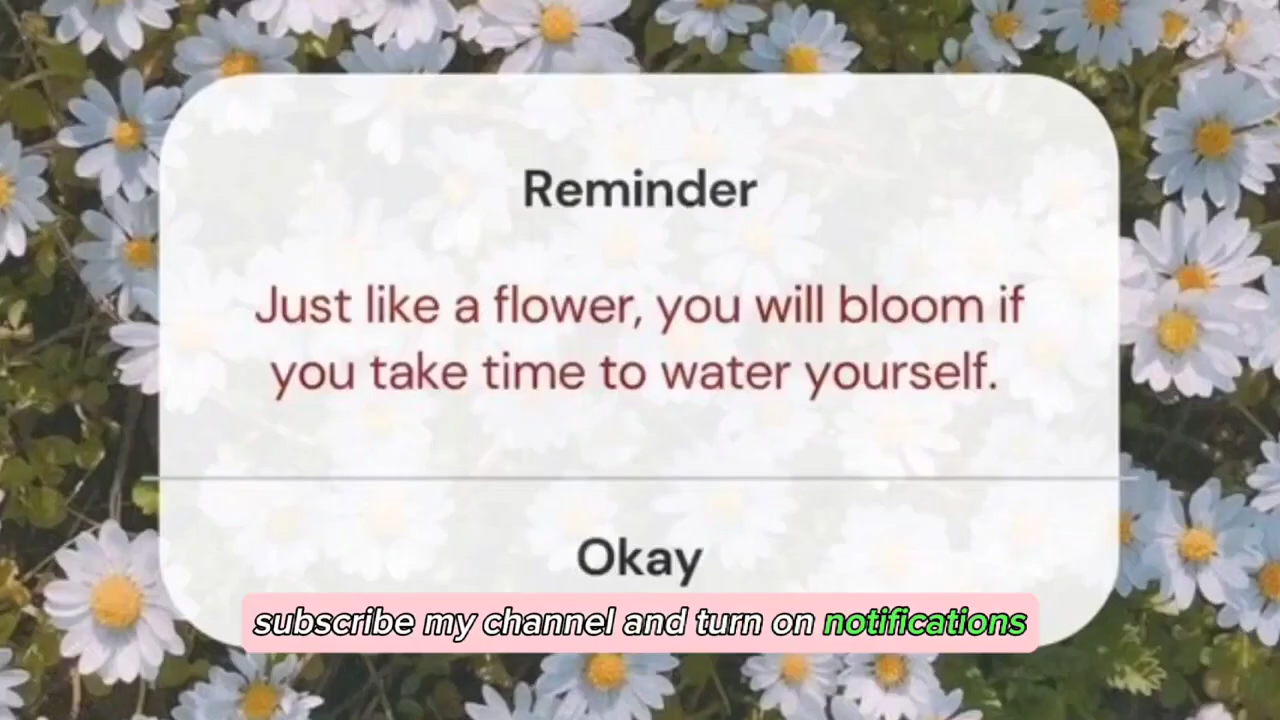 Reminder
Just like a flower, you will bloom if
you take time to water yourself.
Okay
subscribe my channel and turn on notifications